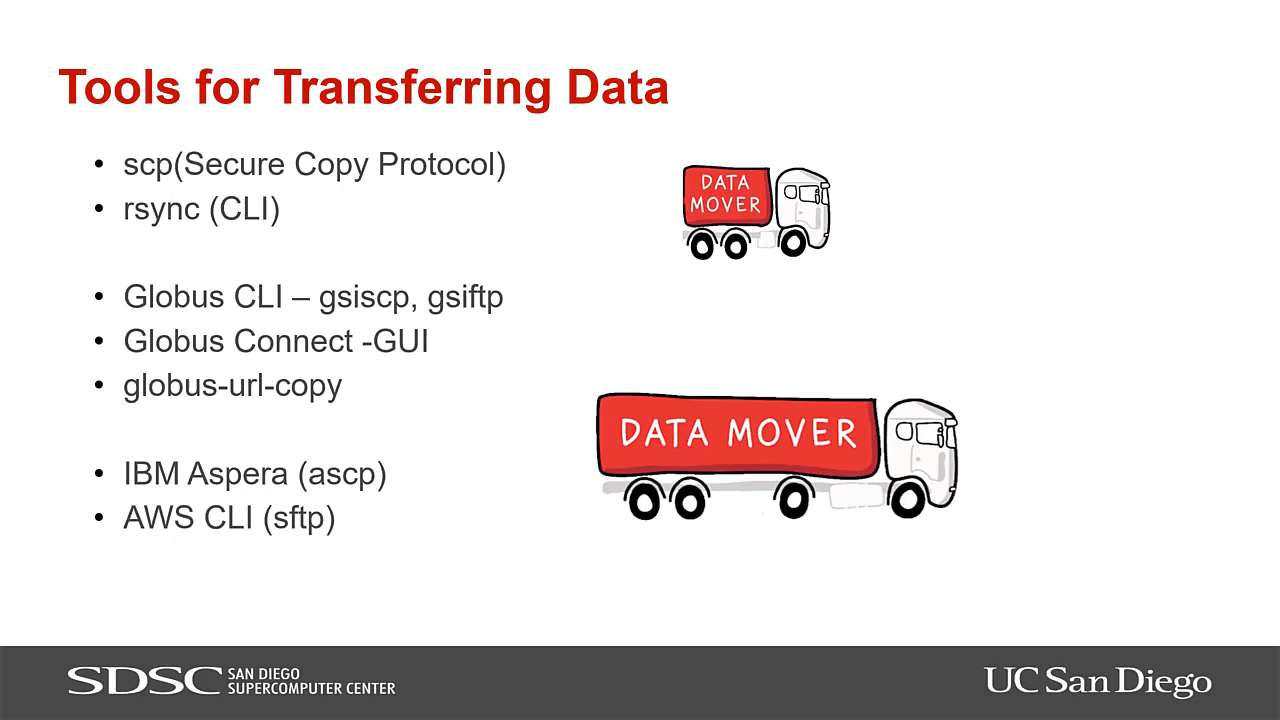 Tools for Transferring Data
• scp(Secure Copy Protocol)
• rsync (CLI)
• Globus CLI – gsiscp, gsiftp
• Globus Connect -GUI
• globus-url-copy
• IBM Aspera (ascp)
• AWS CLI (sftp)
DATA
MOVER
DATA MOVER
SDSC SAN DIEGO
SUPERCOMPUTER CENTER
UC San Diego